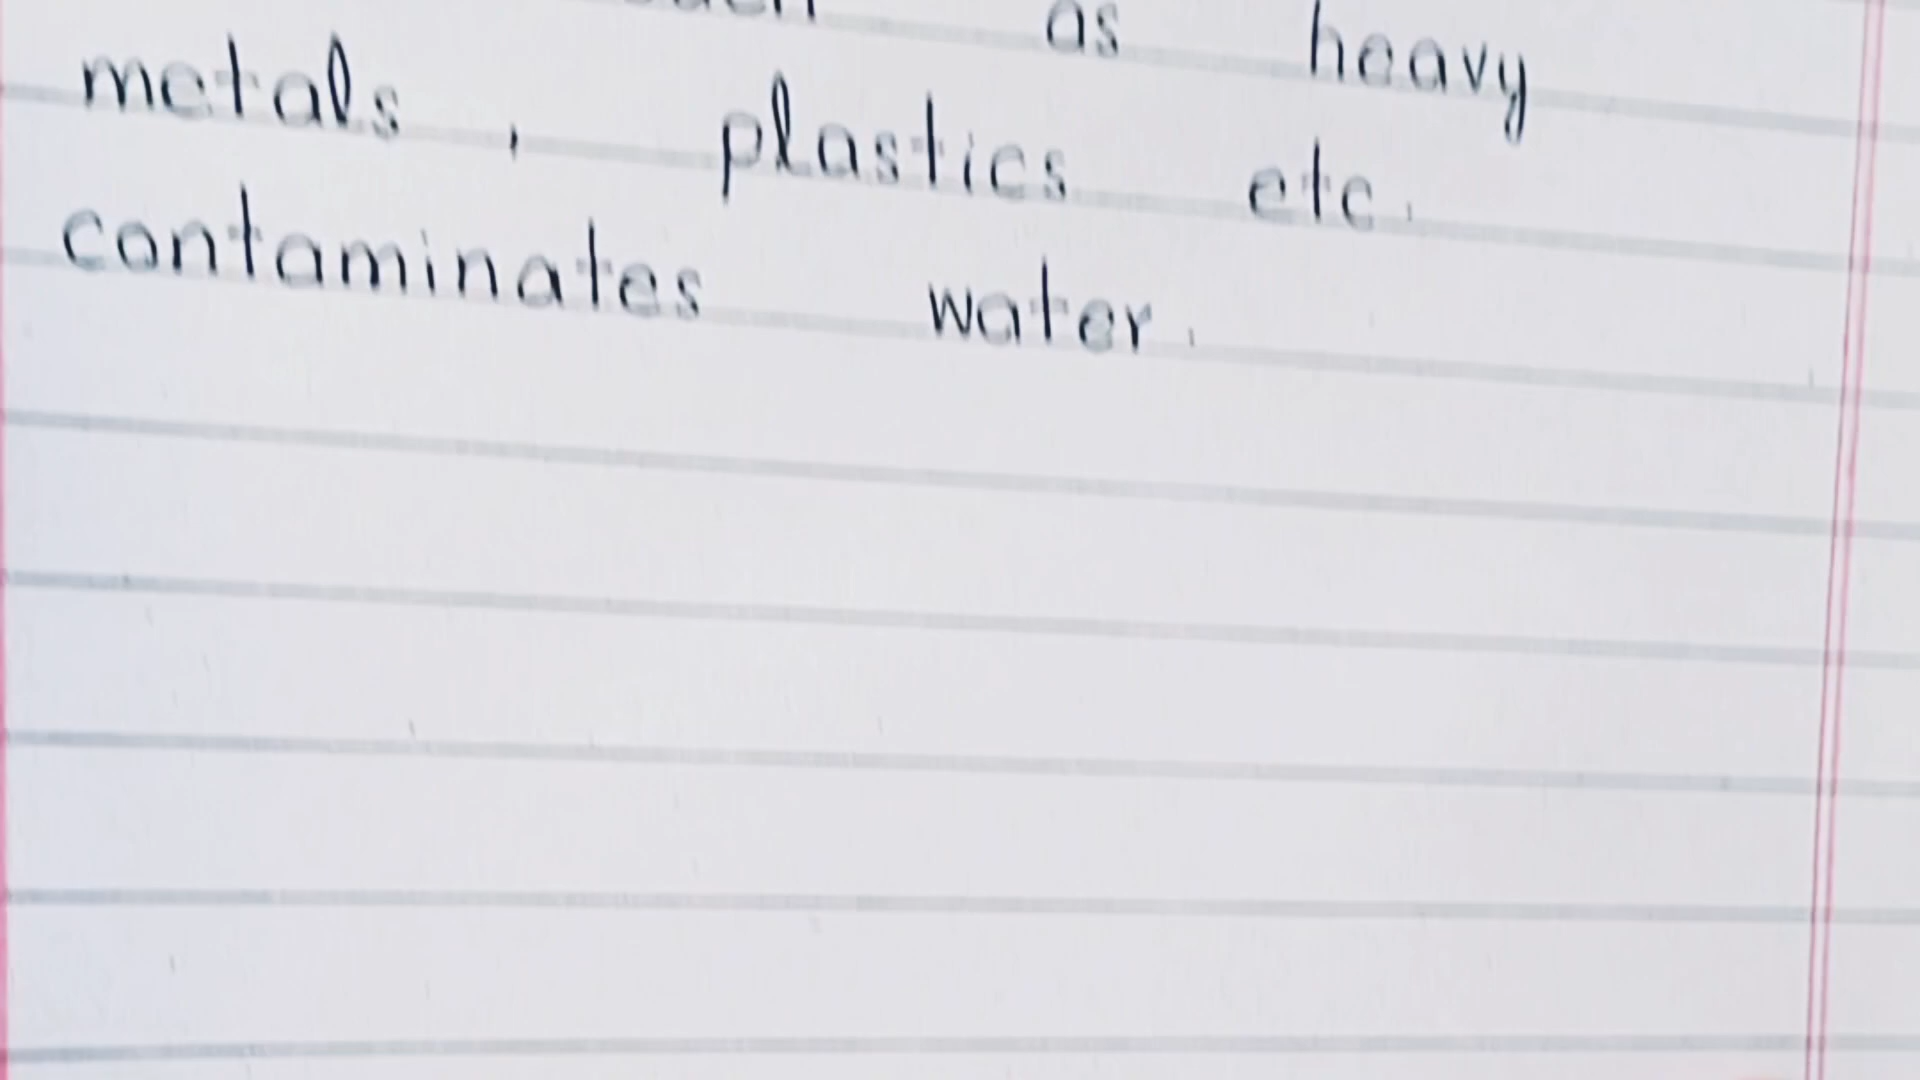 as heavy
metals, plastics etc.
contaminates water.